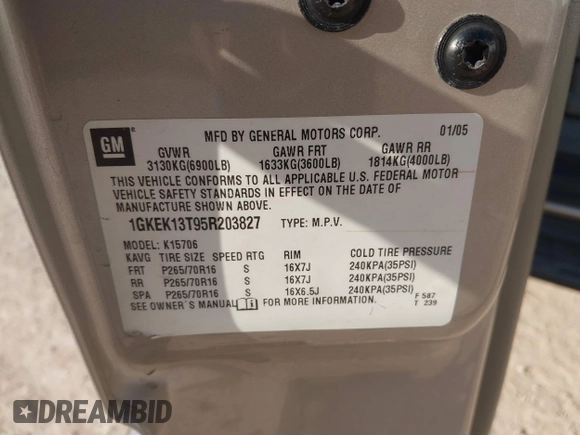 GM
MFD BY GENERAL MOTORS CORP. 01/05
GVWR GAWR FRT GAWR RR
3130KG(6900LB) 1633KG(3600LB) 1814KG(4000LB)
THIS VEHICLE CONFORMS TO ALL APPLICABLE U.S. FEDERAL MOTOR
VEHICLE SAFETY STANDARDS IN EFFECT ON THE DATE OF
MANUFACTURE SHOWN ABOVE.
1GKEK13T95R203827 TYPE: M.P.V.
MODEL: K15706
KAVG TIRE SIZE SPEED RTG RIM COLD TIRE PRESSURE
FRT P265/70R16 S 16X7J 240KPA(35PSI)
RR P265/70R16 S 16X7J 240KPA(35PSI)
SPA P265/70R16 S 16X6.5J 240KPA(35PSI)
SEE OWNER'S MANUAL FOR MORE INFORMATION. F 587
T 239
DREAMBID